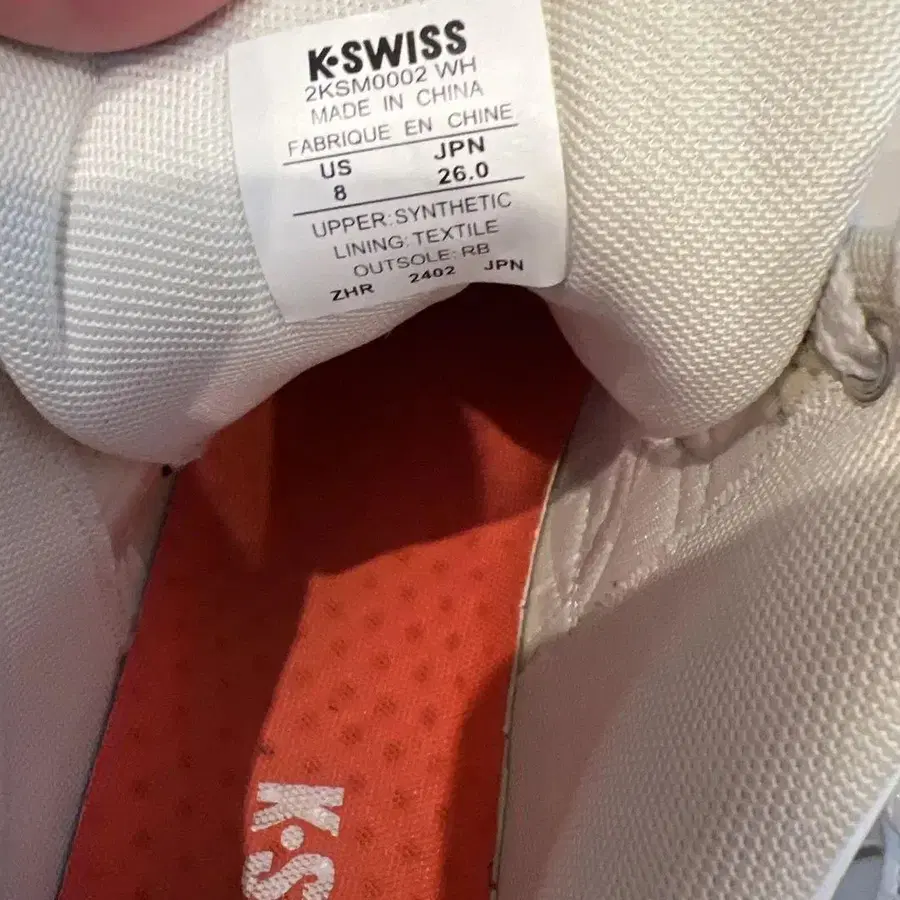 K·SWISS
2KSM0002 WH
MADE IN CHINA
FABRIQUE EN CHINE
US JPN
8 26.0
UPPER:SYNTHETIC
LINING:TEXTILE
OUTSOLE:RB
ZHR 2402 JPN
K·S